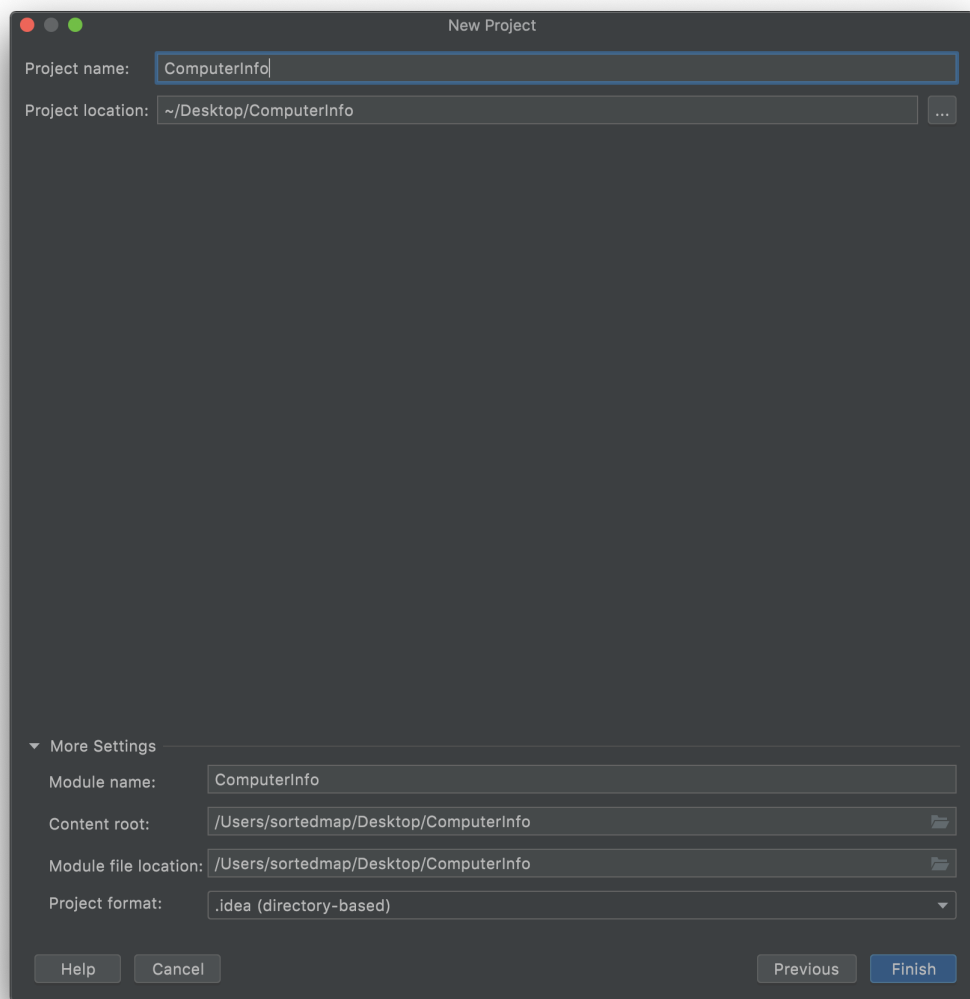 New Project
Project name: ComputerInfo
Project location: ~/Desktop/ComputerInfo ...
More Settings
Module name: ComputerInfo
Content root: /Users/sortedmap/Desktop/ComputerInfo
Module file location: /Users/sortedmap/Desktop/ComputerInfo
Project format: .idea (directory-based)
Help Cancel Previous Finish